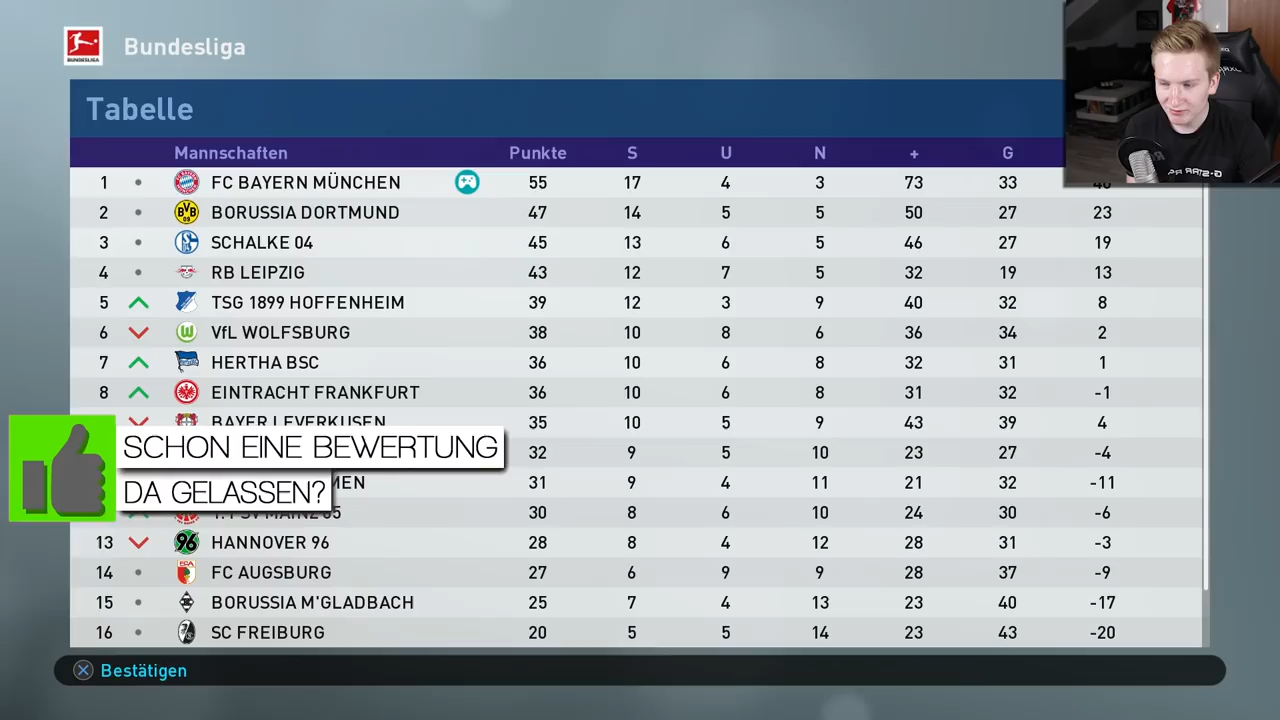 Bundesliga
Tabelle
Mannschaften Punkte S U N + G
1 FC BAYERN MÜNCHEN 55 17 4 3 73 33
2 BORUSSIA DORTMUND 47 14 5 5 50 27 23
3 SCHALKE 04 45 13 6 5 46 27 19
4 RB LEIPZIG 43 12 7 5 32 19 13
5 TSG 1899 HOFFENHEIM 39 12 3 9 40 32 8
6 VfL WOLFSBURG 38 10 8 6 36 34 2
7 HERTHA BSC 36 10 6 8 32 31 1
8 EINTRACHT FRANKFURT 36 10 6 8 31 32 -1
BAYER LEVERKUSEN 35 10 5 9 43 39 4
SCHON EINE BEWERTUNG
32 9 5 10 23 27 -4
DA GELASSEN?
31 9 4 11 21 32 -11
30 8 6 10 24 30 -6
13 HANNOVER 96 28 8 4 12 28 31 -3
14 FC AUGSBURG 27 6 9 9 28 37 -9
15 BORUSSIA M'GLADBACH 25 7 4 13 23 40 -17
16 SC FREIBURG 20 5 5 14 23 43 -20
Bestätigen